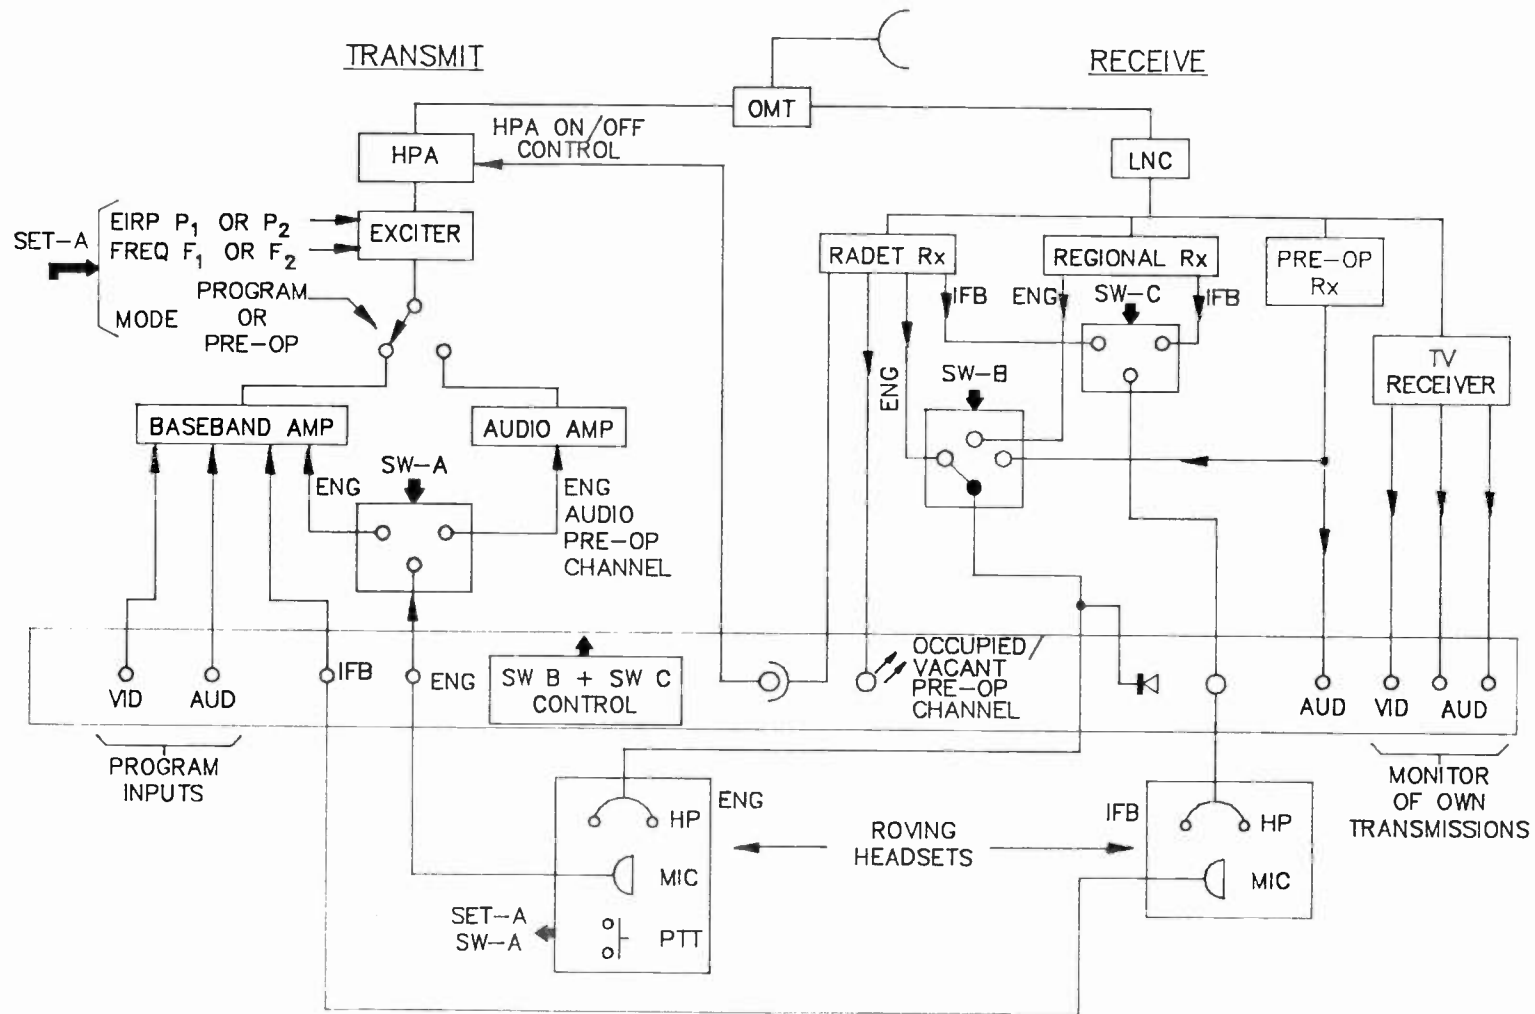 TRANSMIT
RECEIVE
OMT
HPA ON/OFF
CONTROL
HPA
LNC
EIRP P₁ OR P₂
FREQ F₁ OR F₂
SET-A
MODE
PROGRAM
OR
PRE-OP
EXCITER
RADET Rx
REGIONAL Rx
PRE-OP
Rx
IFB
ENG
SW-C
IFB
TV
RECEIVER
ENG
SW-B
BASEBAND AMP
AUDIO AMP
SW-A
ENG
ENG
AUDIO
PRE-OP
CHANNEL
VID
AUD
IFB
ENG
SW B + SW C
CONTROL
OCCUPIED/
VACANT
PRE-OP
CHANNEL
AUD
VID
AUD
PROGRAM
INPUTS
MONITOR
OF OWN
TRANSMISSIONS
ENG
HP
MIC
PTT
SET-A
SW-A
ROVING
HEADSETS
IFB
HP
MIC